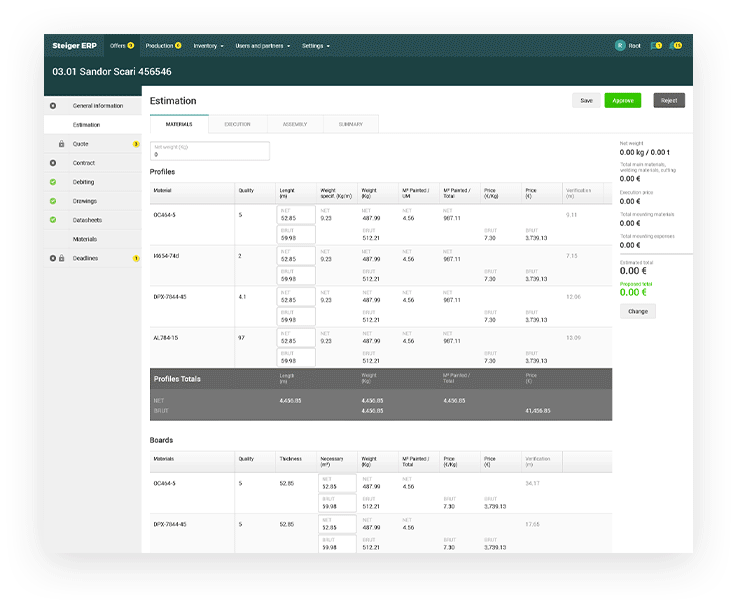 Steiger ERP Offers Production Inventory Users and partners Settings R Root
03.01 Sandor Scari 456546
General information
Estimation
Quote
Contract
Debiting
Drawings
Datasheets
Materials
Deadlines
Estimation Save Approve Reject
MATERIALS EXECUTION ASSEMBLY SUMMARY
Net weight (Kg)
0
Profiles
Material Quality Lenght (m) Weight specif. (Kg/m) Weight (Kg) M² Painted / UM M² Painted / Total Price (€/Kg) Price (€) Verification (m)
NET NET NET NET NET
OC464-5 5 52.85 9.23 487.99 4.56 987.11 9.11
BRUT BRUT BRUT BRUT
59.98 512.21 7.30 3,739.13
NET NET NET NET NET
I4654-74d 2 52.85 9.23 487.99 4.56 987.11 7.15
BRUT BRUT BRUT BRUT
59.98 512.21 7.30 3,739.13
NET NET NET NET NET
DPX-7844-45 4.1 52.85 9.23 487.99 4.56 987.11 12.06
BRUT BRUT BRUT BRUT
59.98 512.21 7.30 3,739.13
NET NET NET NET NET
AL784-15 97 52.85 9.23 487.99 4.56 987.11 10.09
BRUT BRUT BRUT BRUT
59.98 512.21 7.30 3,739.13
Profiles Totals Lenght (m) Weight (Kg) M² Painted / Total Price (€)
NET 4,456.85 4,456.85 4,456.85
BRUT 4,456.85 41,456.85
Boards
Materials Quality Thickness Necessary (m²) Weight (Kg) M² Painted / Total Price (€/Kg) Price (€) Verification (m)
NET NET NET
OC464-5 5 52.85 52.85 487.99 4.56
BRUT BRUT BRUT BRUT
59.98 512.21 7.30 3,739.13
NET NET NET
DPX-7844-45 5 52.85 52.85 487.99 4.56 17.65
BRUT BRUT BRUT BRUT
59.98 512.21 7.30 3,739.13
Net weight
0.00 kg / 0.00 t
Total main materials,
welding materials, cutting
0.00 €
Execution price
0.00 €
Total mounting materials
0.00 €
Total mounting expenses
0.00 €
Estimated total
0.00 €
Proposed total
0.00 €
Change